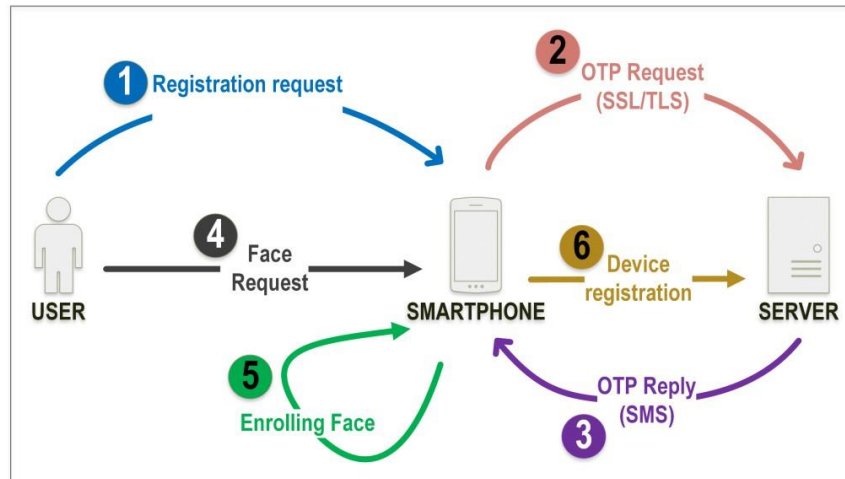 1 Registration request
2 OTP Request
(SSL/TLS)
4 Face
Request
6 Device
registration
USER
SMARTPHONE
SERVER
5
Enrolling Face
OTP Reply
(SMS)
3